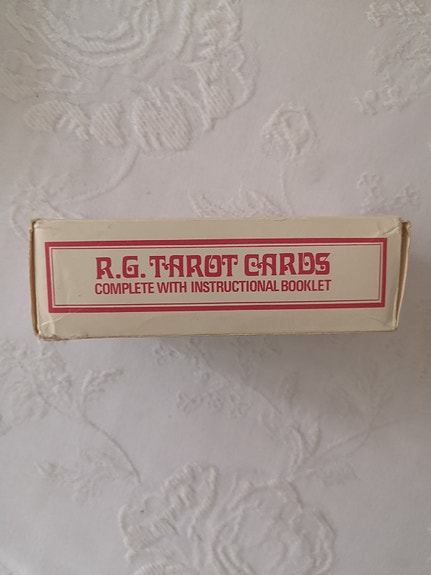 R.G. TAROT CARDS
COMPLETE WITH INSTRUCTIONAL BOOKLET